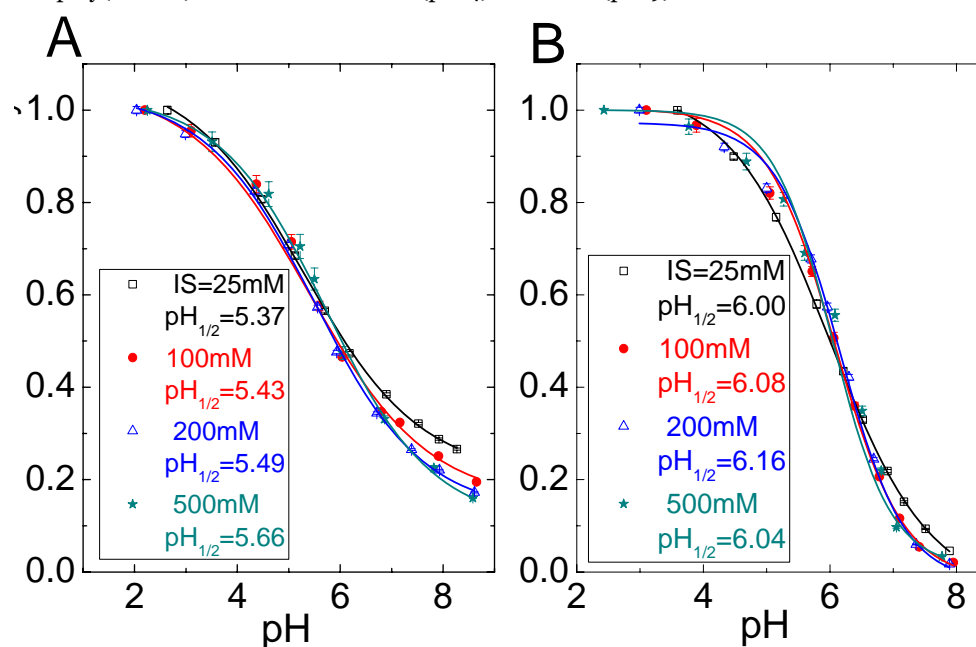 A
B
1.0
0.8
0.6
0.4
0.2
0.0
IS=25mM
pH1/2=5.37
100mM
pH1/2=5.43
200mM
pH1/2=5.49
500mM
pH1/2=5.66
2 4 6 8
pH
1.0
0.8
0.6
0.4
0.2
0.0
IS=25mM
pH1/2=6.00
100mM
pH1/2=6.08
200mM
pH1/2=6.16
500mM
pH1/2=6.04
2 4 6 8
pH